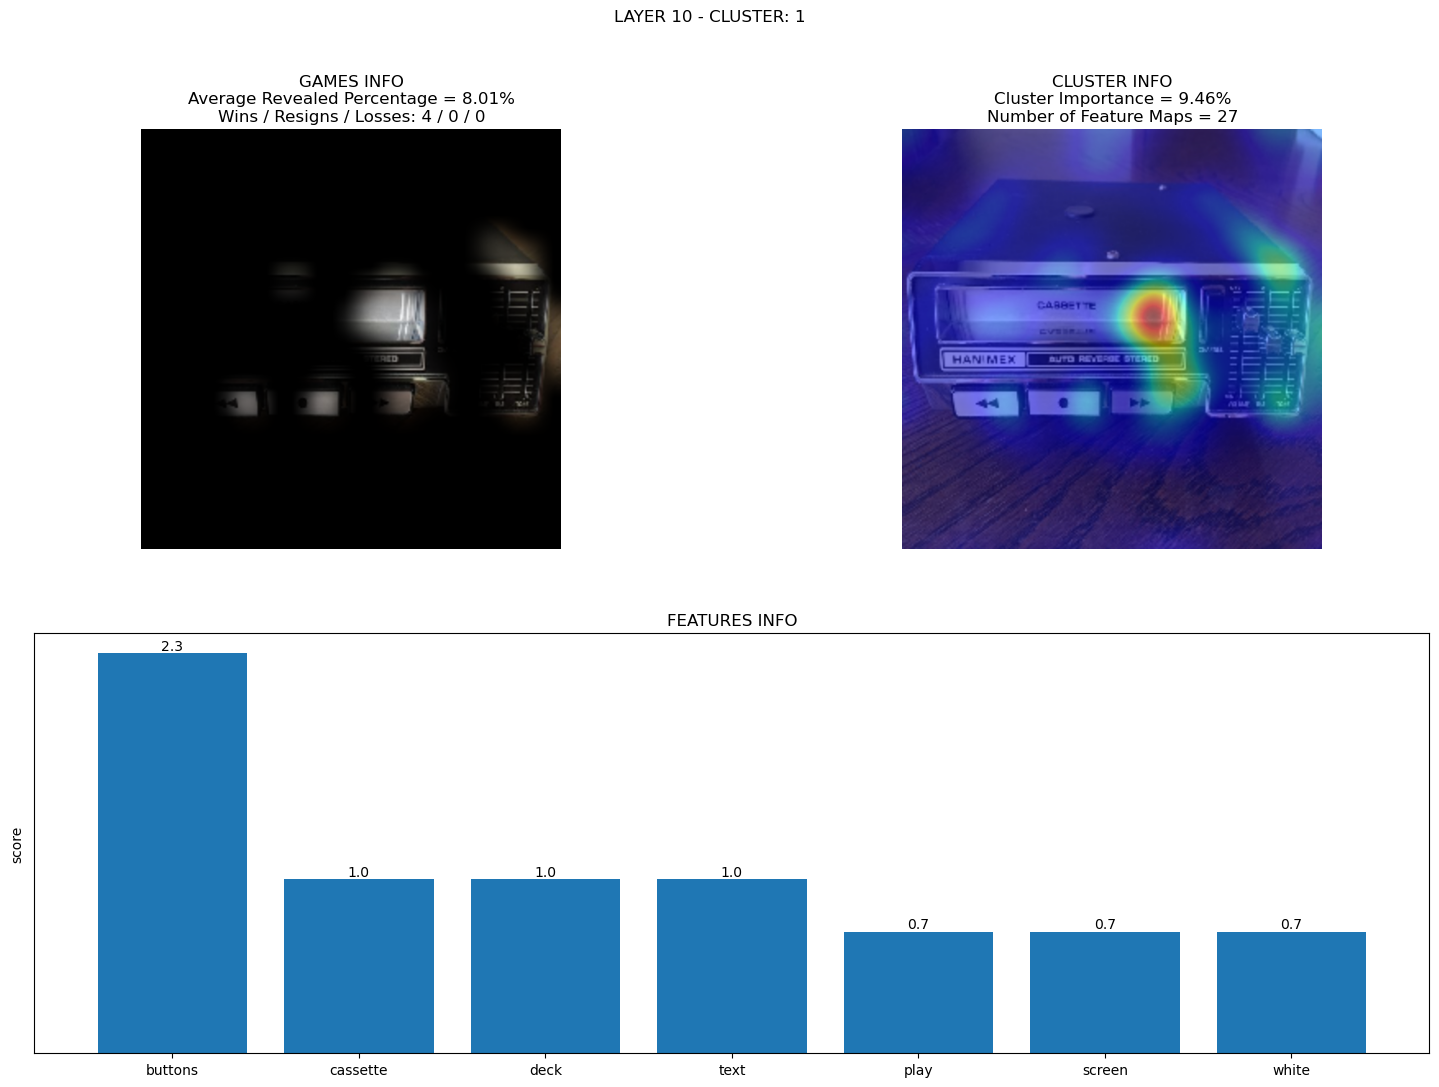 LAYER 10 - CLUSTER: 1
GAMES INFO
Average Revealed Percentage = 8.01%
Wins / Resigns / Losses: 4 / 0 / 0
STEREO
CLUSTER INFO
Cluster Importance = 9.46%
Number of Feature Maps = 27
CASSETTE
HANIMEX
AUTO REVERSE STEREO
FEATURES INFO
score
2.3
1.0
1.0
1.0
0.7
0.7
0.7
buttons
cassette
deck
text
play
screen
white